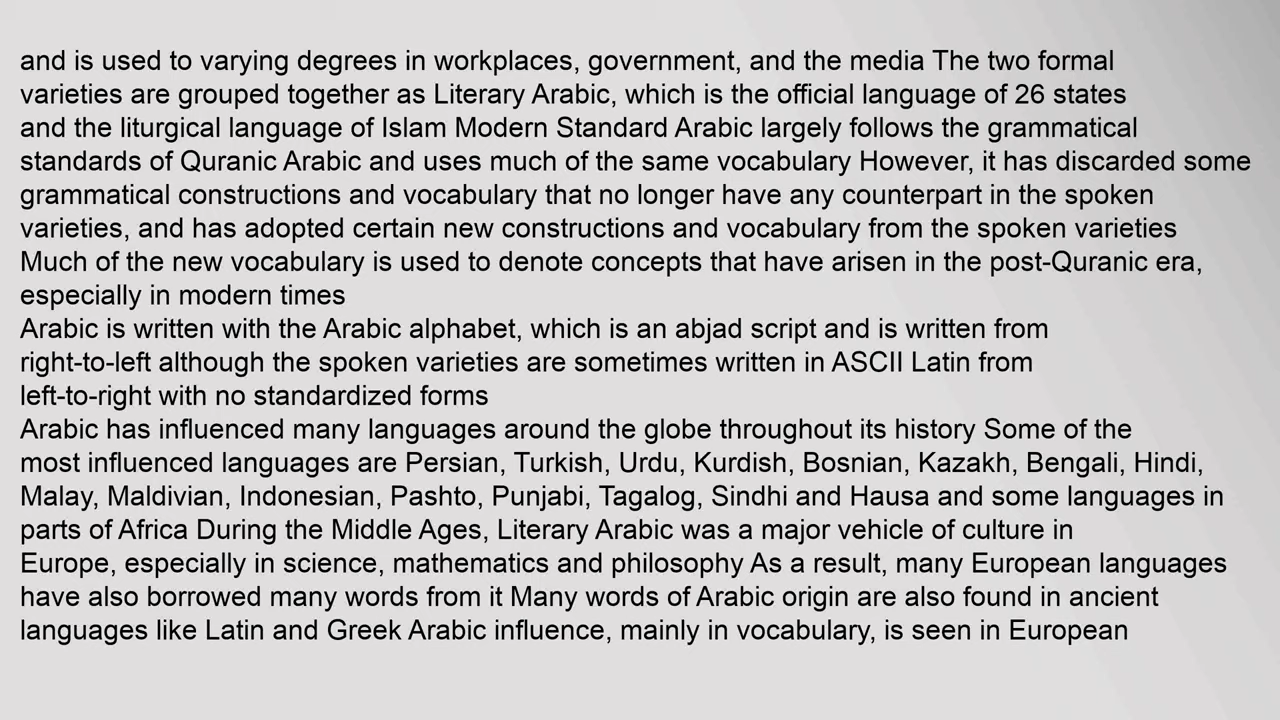 and is used to varying degrees in workplaces, government, and the media The two formal
varieties are grouped together as Literary Arabic, which is the official language of 26 states
and the liturgical language of Islam Modern Standard Arabic largely follows the grammatical
standards of Quranic Arabic and uses much of the same vocabulary However, it has discarded some
grammatical constructions and vocabulary that no longer have any counterpart in the spoken
varieties, and has adopted certain new constructions and vocabulary from the spoken varieties
Much of the new vocabulary is used to denote concepts that have arisen in the post-Quranic era,
especially in modern times
Arabic is written with the Arabic alphabet, which is an abjad script and is written from
right-to-left although the spoken varieties are sometimes written in ASCII Latin from
left-to-right with no standardized forms
Arabic has influenced many languages around the globe throughout its history Some of the
most influenced languages are Persian, Turkish, Urdu, Kurdish, Bosnian, Kazakh, Bengali, Hindi,
Malay, Maldivian, Indonesian, Pashto, Punjabi, Tagalog, Sindhi and Hausa and some languages in
parts of Africa During the Middle Ages, Literary Arabic was a major vehicle of culture in
Europe, especially in science, mathematics and philosophy As a result, many European languages
have also borrowed many words from it Many words of Arabic origin are also found in ancient
languages like Latin and Greek Arabic influence, mainly in vocabulary, is seen in European